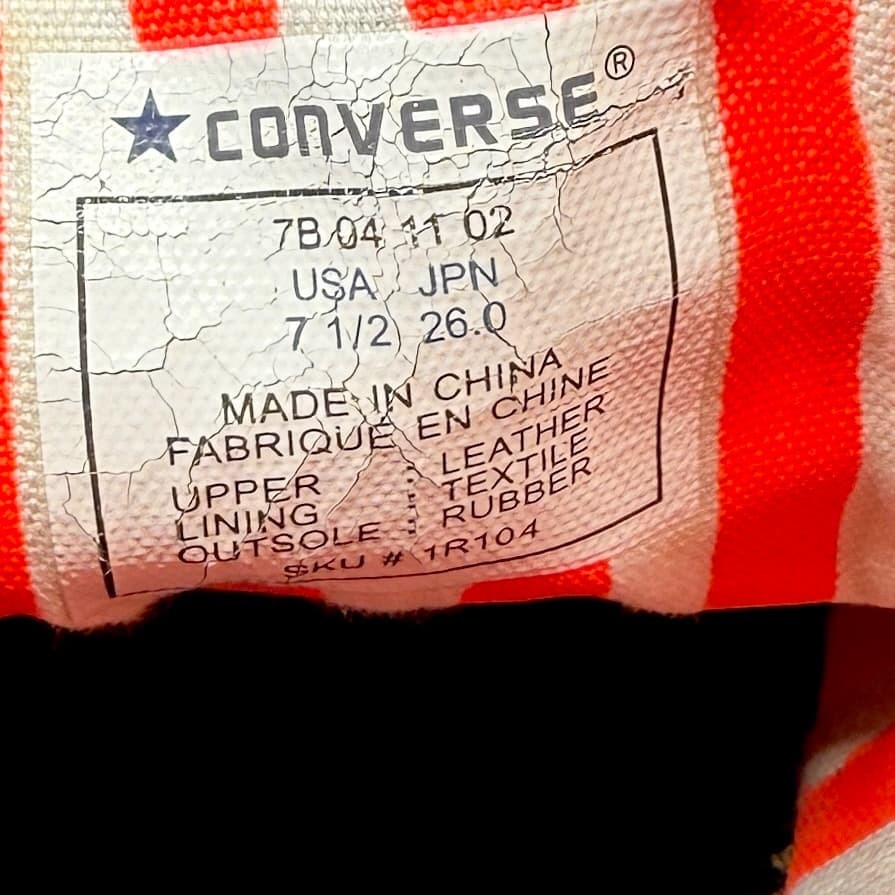 CONVERSE®
7B 04 11 02
USA JPN
7 1/2 26.0
MADE IN CHINA
FABRIQUE EN CHINE
UPPER : LEATHER
LINING : TEXTILE
OUTSOLE : RUBBER
SKU # 1R104